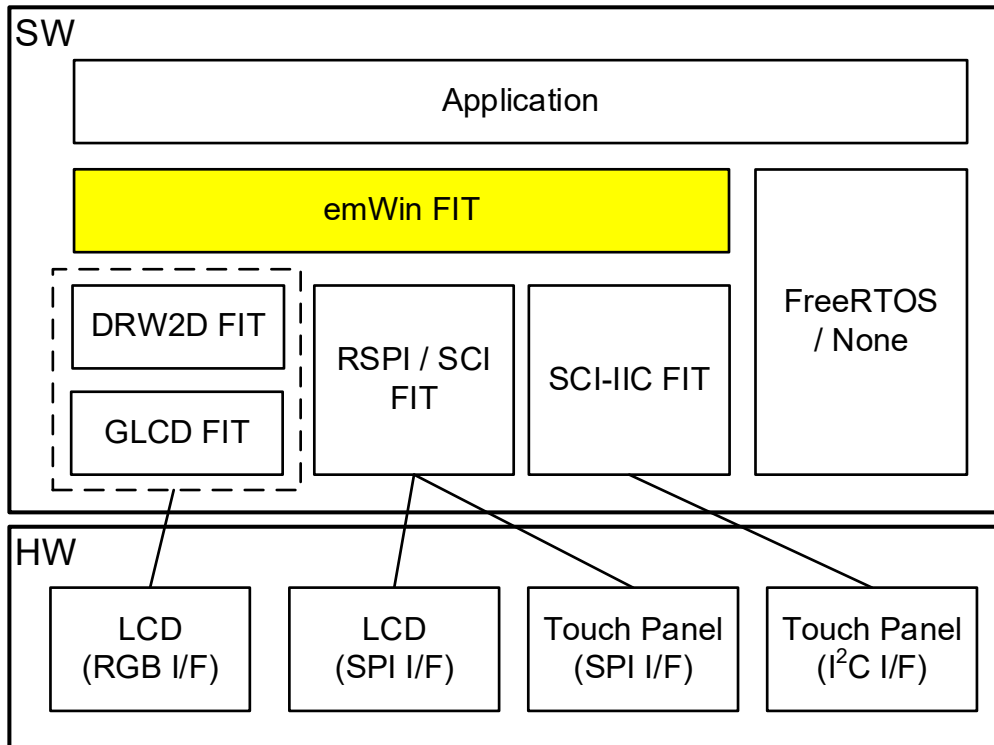 SW
Application
emWin FIT
DRW2D FIT
GLCD FIT
RSPI / SCI
FIT
SCI-IIC FIT
FreeRTOS
/ None
HW
LCD
(RGB I/F)
LCD
(SPI I/F)
Touch Panel
(SPI I/F)
Touch Panel
(I²C I/F)